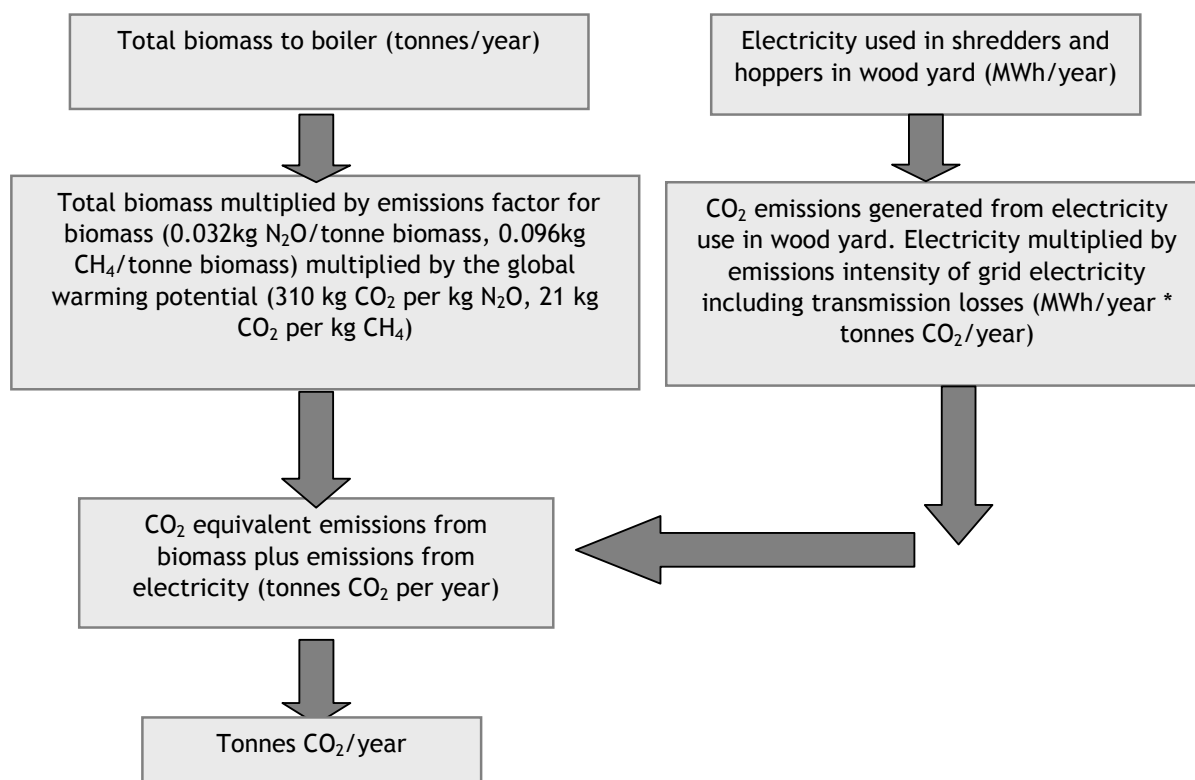 Total biomass to boiler (tonnes/year)
Electricity used in shredders and
hoppers in wood yard (MWh/year)
Total biomass multiplied by emissions factor for
biomass (0.032kg N₂O/tonne biomass, 0.096kg
CH₄/tonne biomass) multiplied by the global
warming potential (310 kg CO₂ per kg N₂O, 21 kg
CO₂ per kg CH₄)
CO₂ emissions generated from electricity
use in wood yard. Electricity multiplied by
emissions intensity of grid electricity
including transmission losses (MWh/year *
tonnes CO₂/year)
CO₂ equivalent emissions from
biomass plus emissions from
electricity (tonnes CO₂ per year)
Tonnes CO₂/year